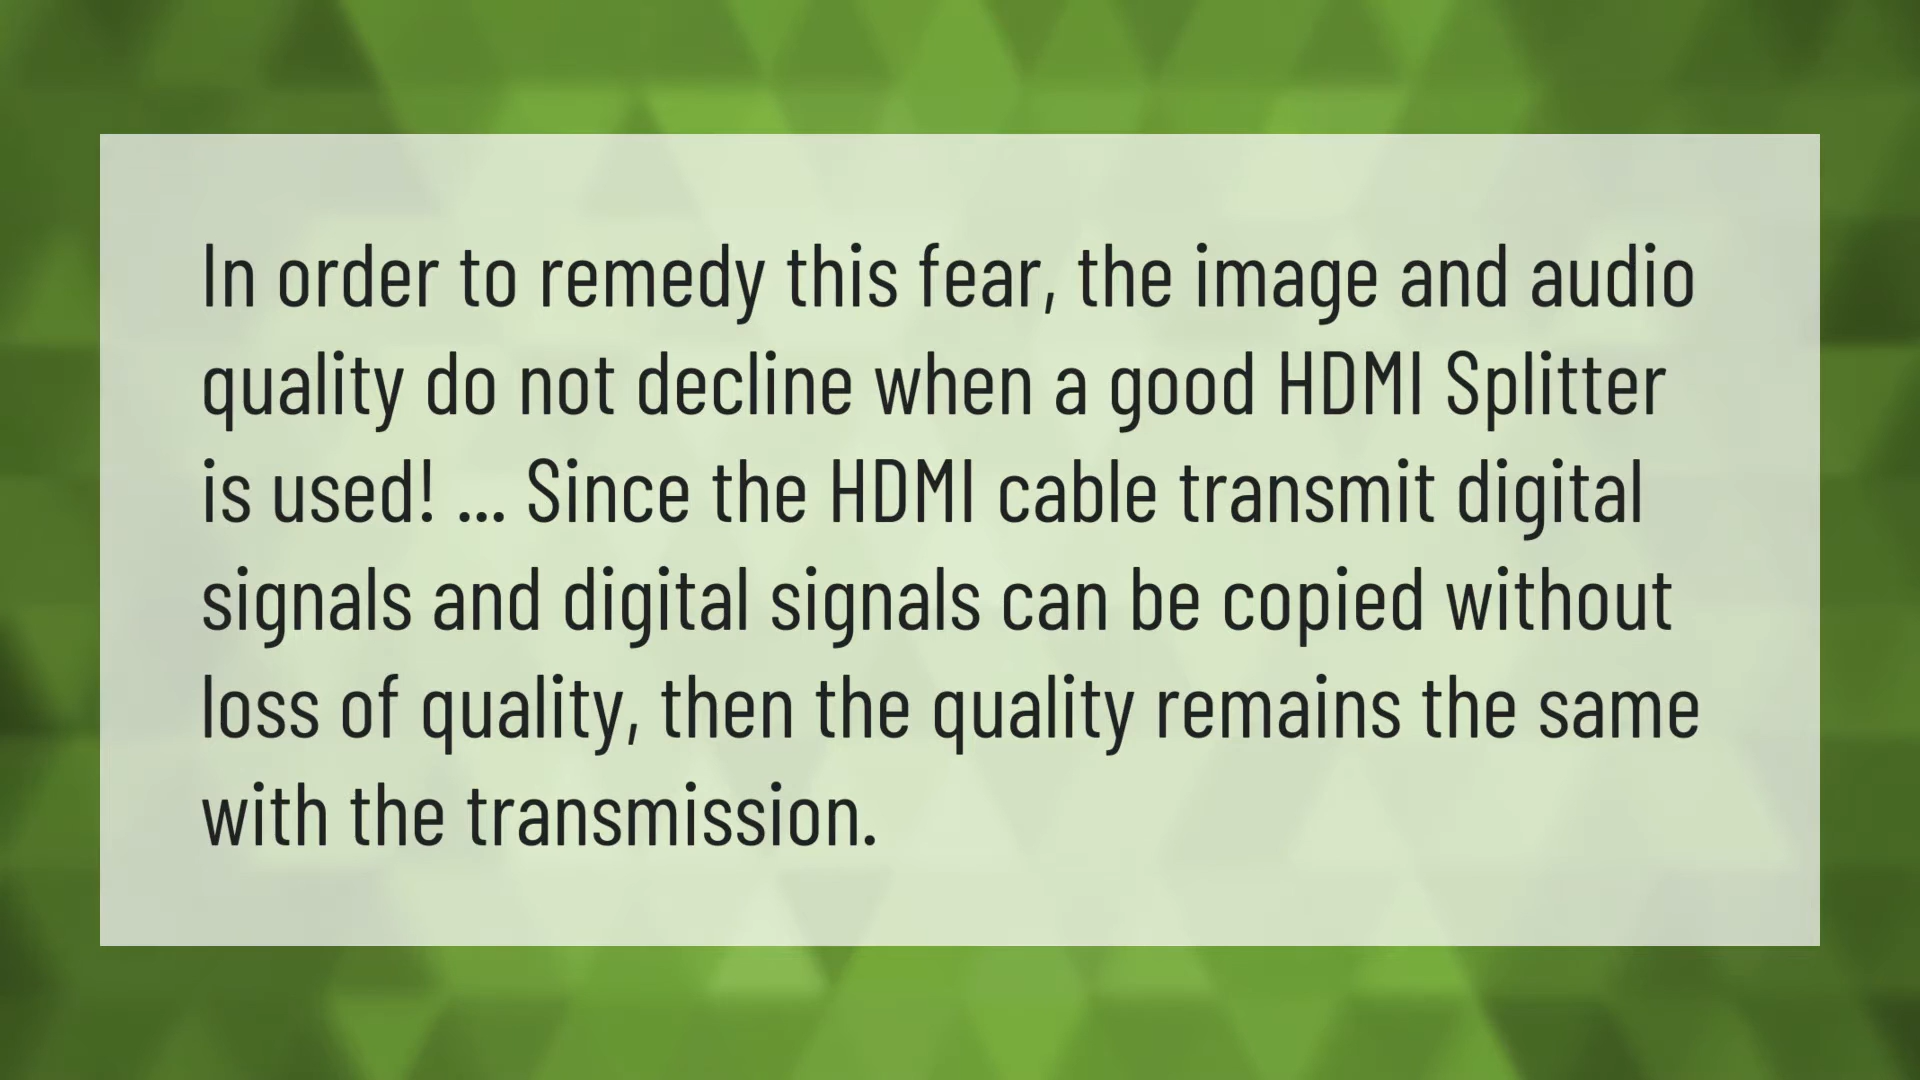 In order to remedy this fear, the image and audio
quality do not decline when a good HDMI Splitter
is used! ... Since the HDMI cable transmit digital
signals and digital signals can be copied without
loss of quality, then the quality remains the same
with the transmission.